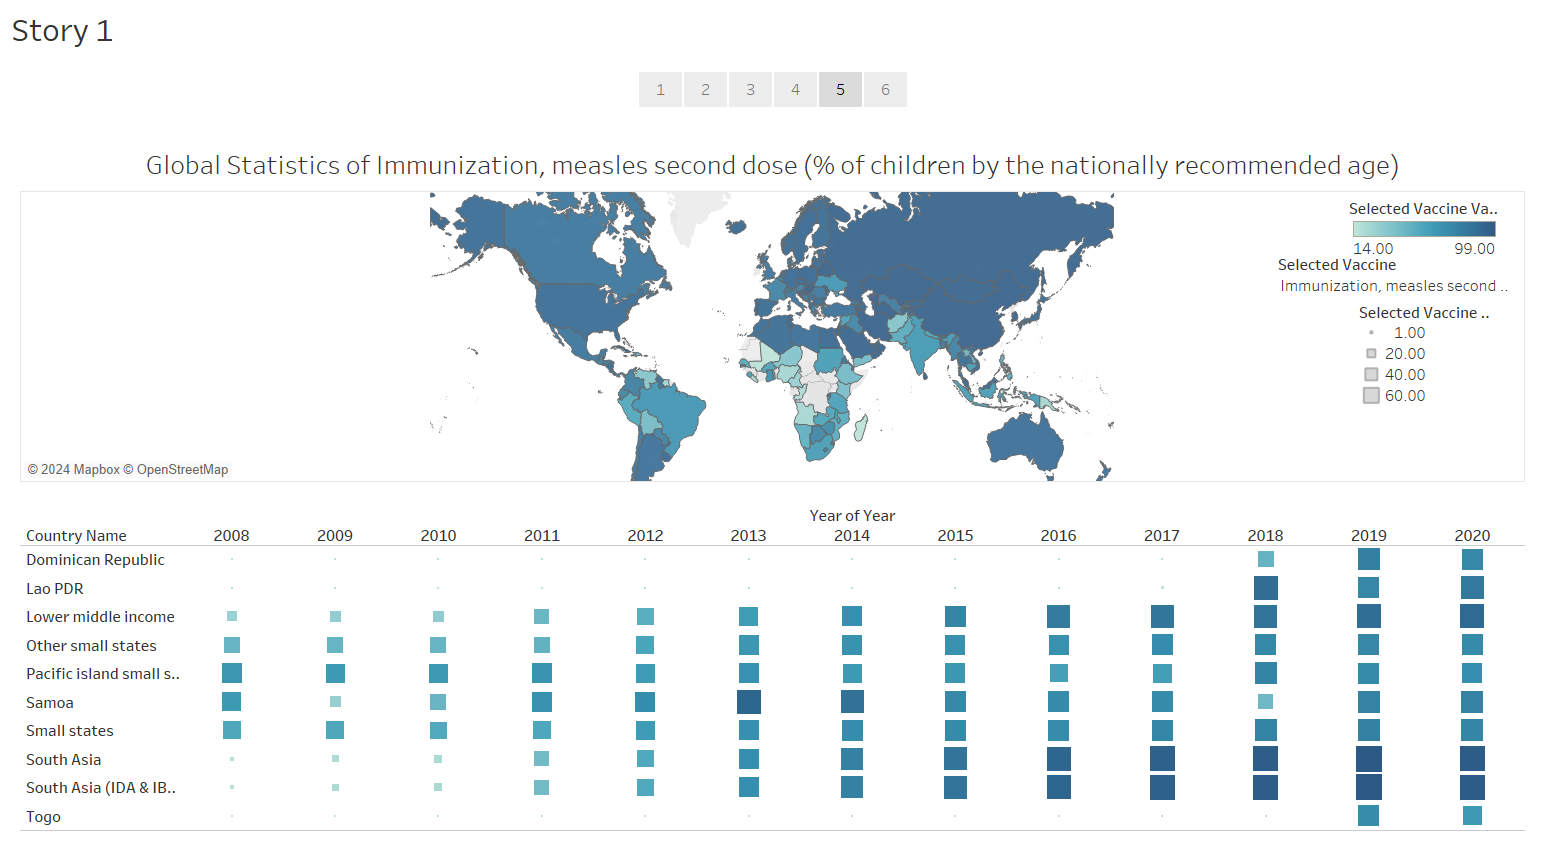 Story 1
1 2 3 4 5 6
Global Statistics of Immunization, measles second dose (% of children by the nationally recommended age)
Selected Vaccine Va..
14.00 99.00
Selected Vaccine
Immunization, measles second ..
Selected Vaccine ..
1.00
20.00
40.00
60.00
© 2024 Mapbox © OpenStreetMap
Year of Year
Country Name 2008 2009 2010 2011 2012 2013 2014 2015 2016 2017 2018 2019 2020
Dominican Republic
Lao PDR
Lower middle income
Other small states
Pacific island small s..
Samoa
Small states
South Asia
South Asia (IDA & IB..
Togo